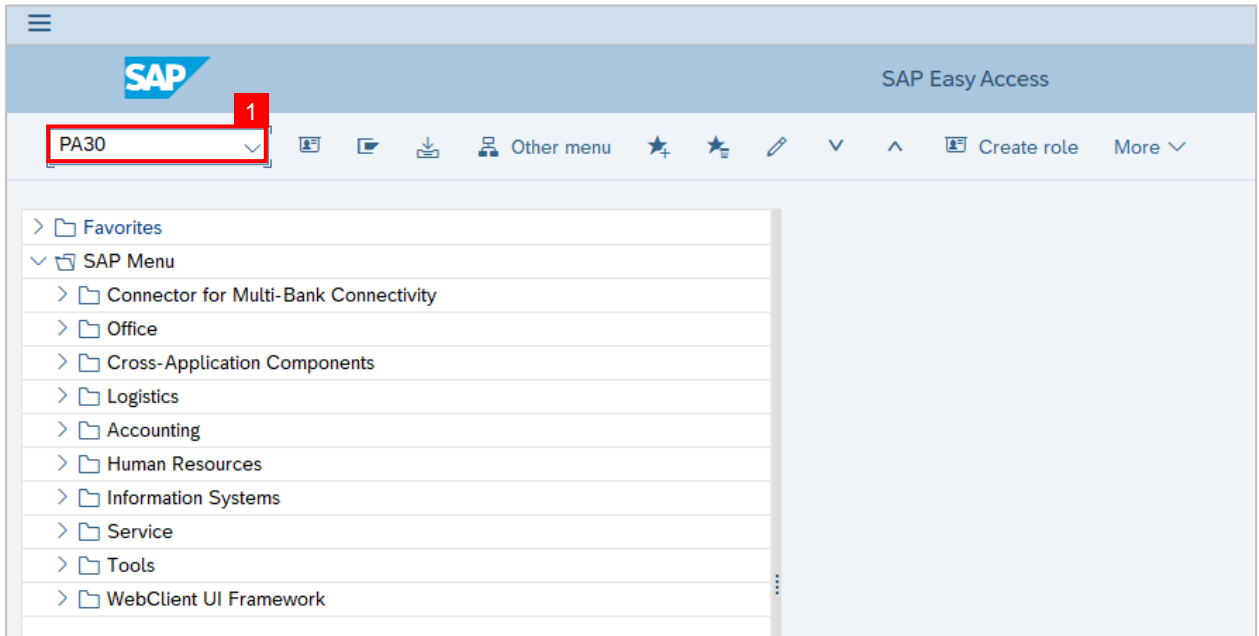 SAP
SAP Easy Access
1
PA30 Other menu Create role More
Favorites
SAP Menu
Connector for Multi-Bank Connectivity
Office
Cross-Application Components
Logistics
Accounting
Human Resources
Information Systems
Service
Tools
WebClient UI Framework